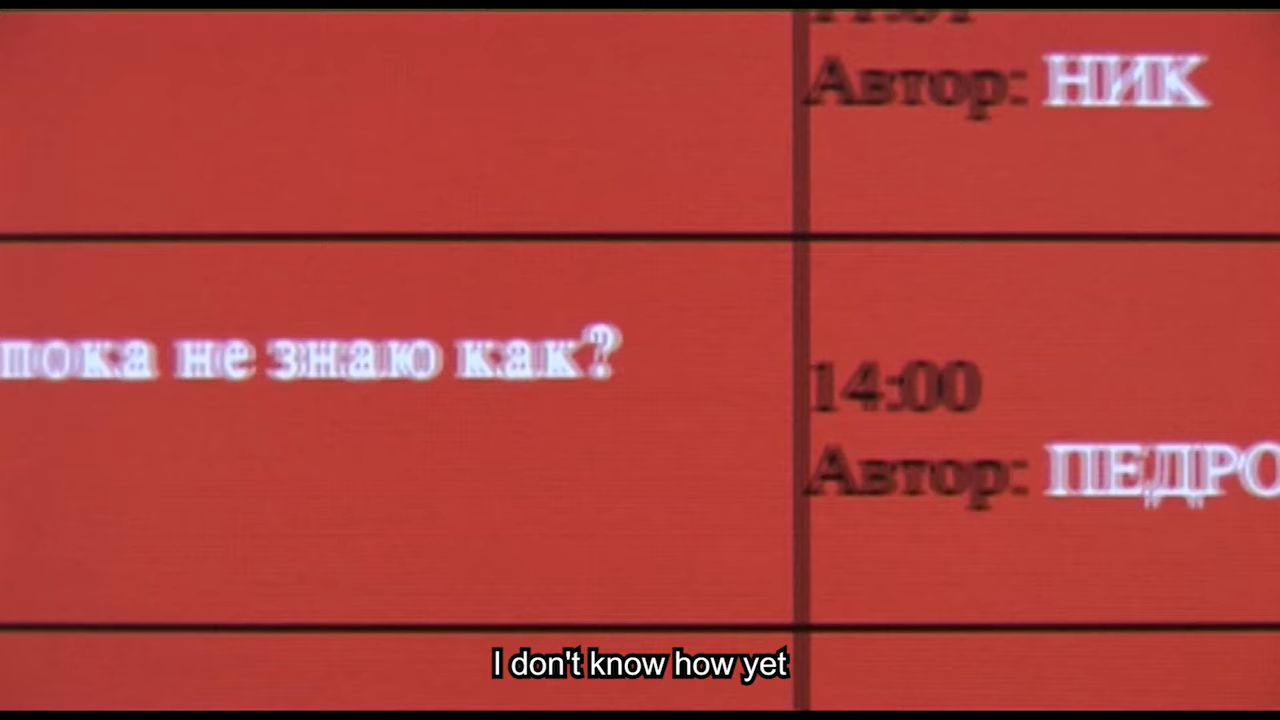 Автор: НИК
пока не знаю как?
14:00
Автор: ПЕДРО
I don't know how yet